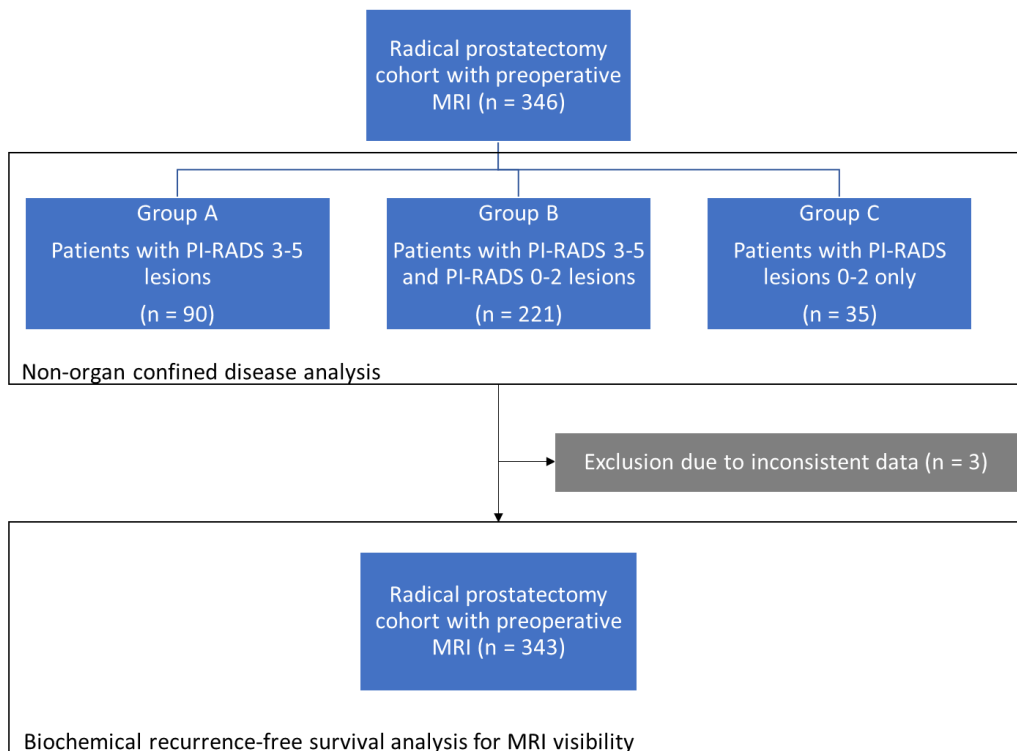 Radical prostatectomy
cohort with preoperative
MRI (n = 346)
Group A
Patients with PI-RADS 3-5
lesions
(n = 90)
Group B
Patients with PI-RADS 3-5
and PI-RADS 0-2 lesions
(n = 221)
Group C
Patients with PI-RADS
lesions 0-2 only
(n = 35)
Non-organ confined disease analysis
Exclusion due to inconsistent data (n = 3)
Radical prostatectomy
cohort with preoperative
MRI (n = 343)
Biochemical recurrence-free survival analysis for MRI visibility